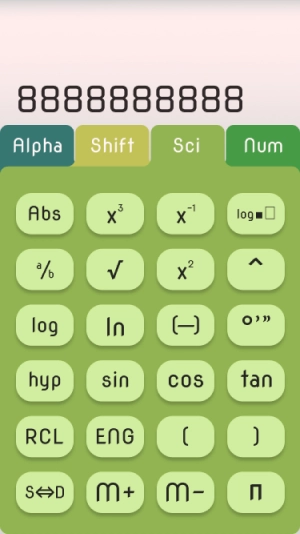 8888888888
Alpha Shift Sci Num
Abs x³ x⁻¹ log■□
a/b √ x² ^
log ln (—) °’”
hyp sin cos tan
RCL ENG ( )
S⇔D M+ M− π